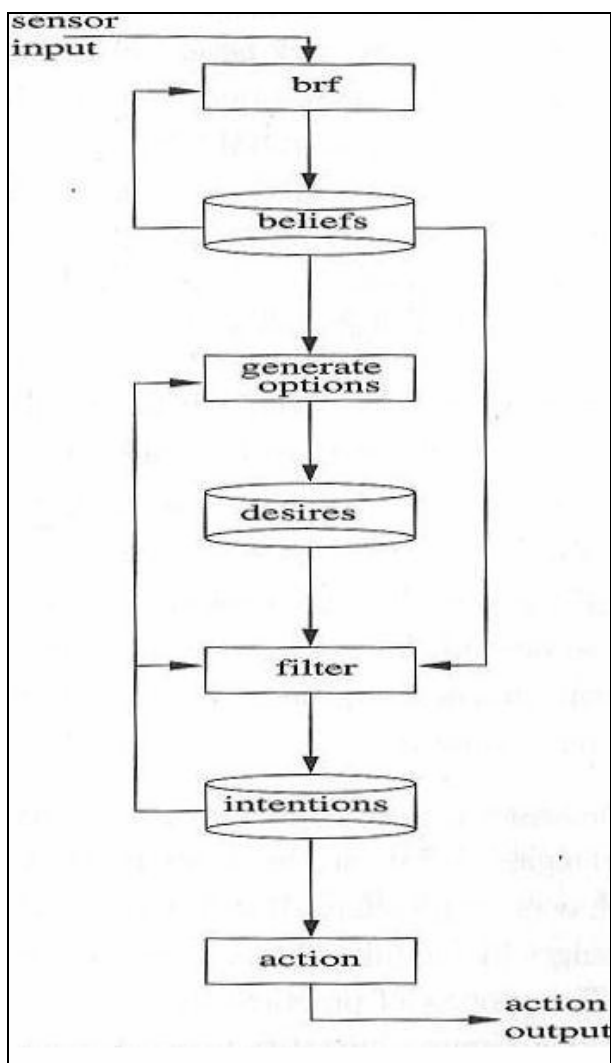 sensor
input
brf
beliefs
generate
options
desires
filter
intentions
action
action
output